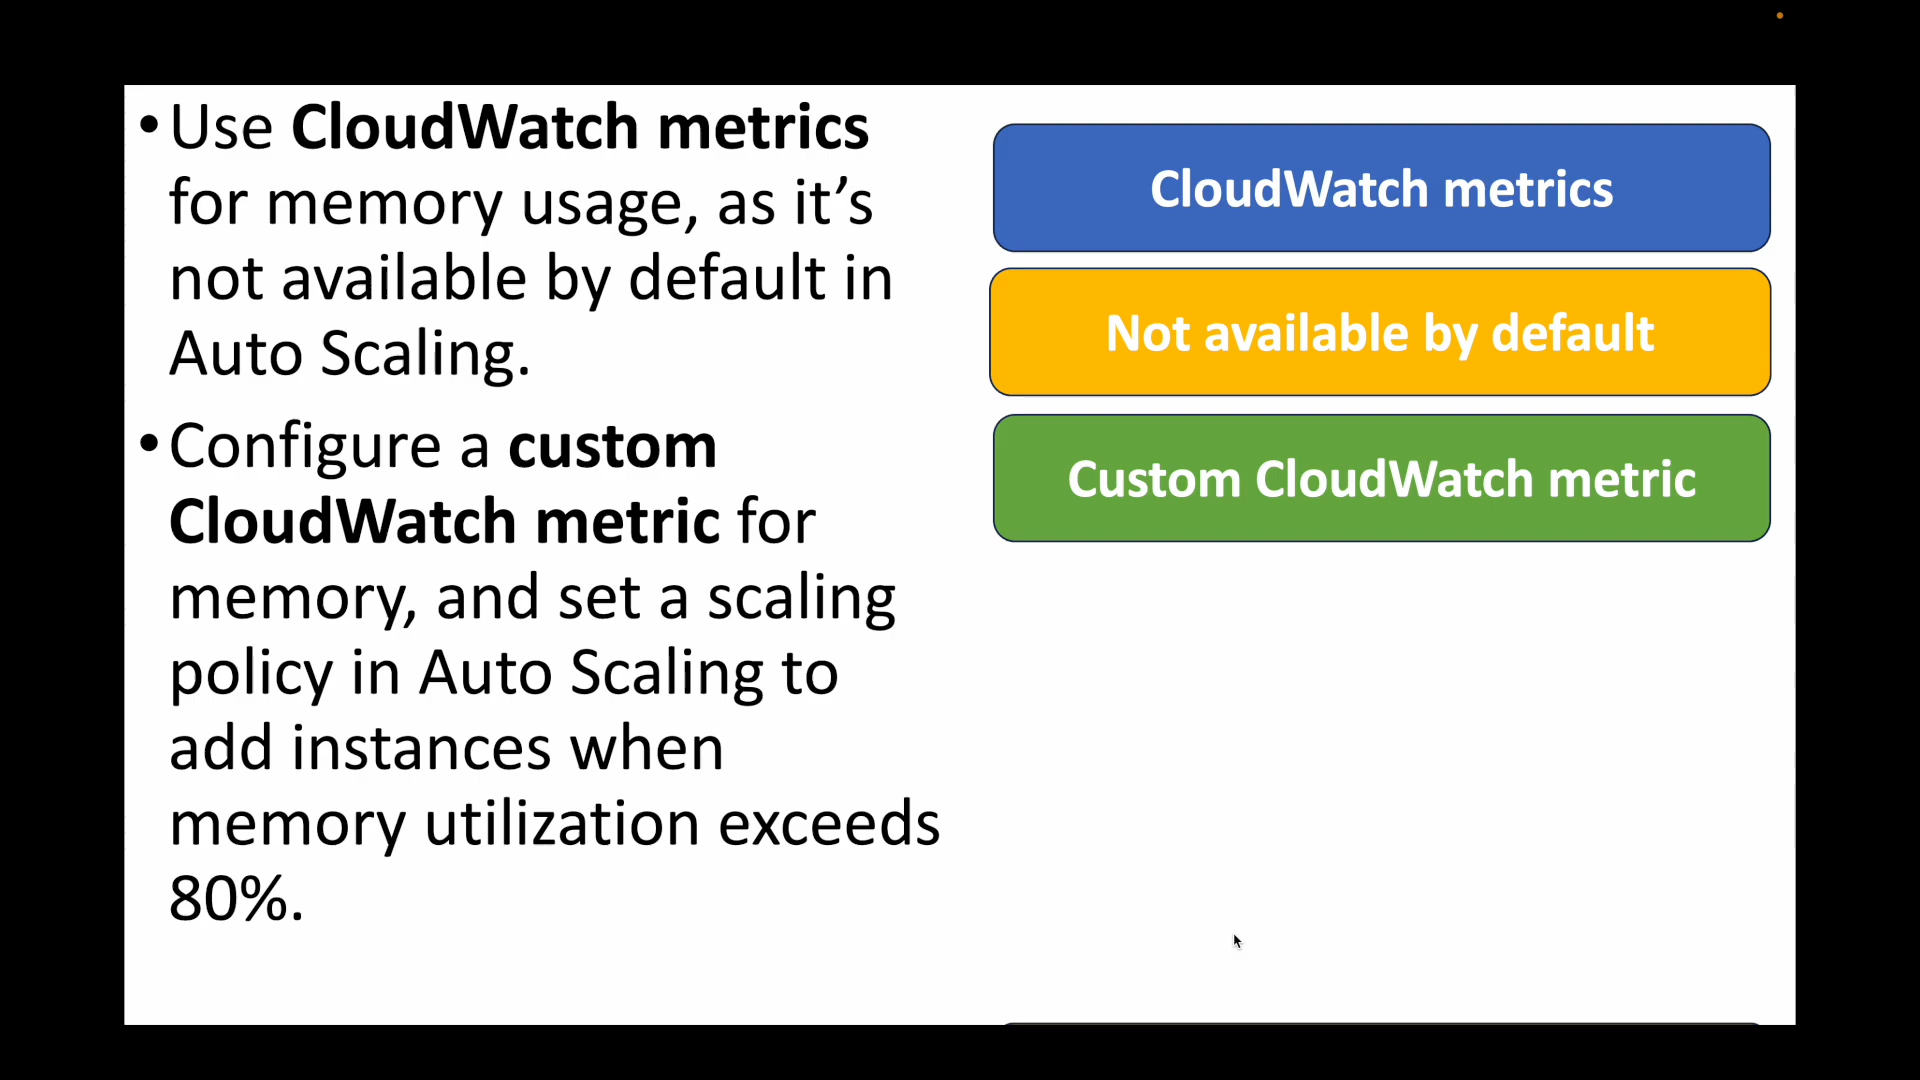 •Use CloudWatch metrics
for memory usage, as it’s
not available by default in
Auto Scaling.
•Configure a custom
CloudWatch metric for
memory, and set a scaling
policy in Auto Scaling to
add instances when
memory utilization exceeds
80%.
CloudWatch metrics
Not available by default
Custom CloudWatch metric